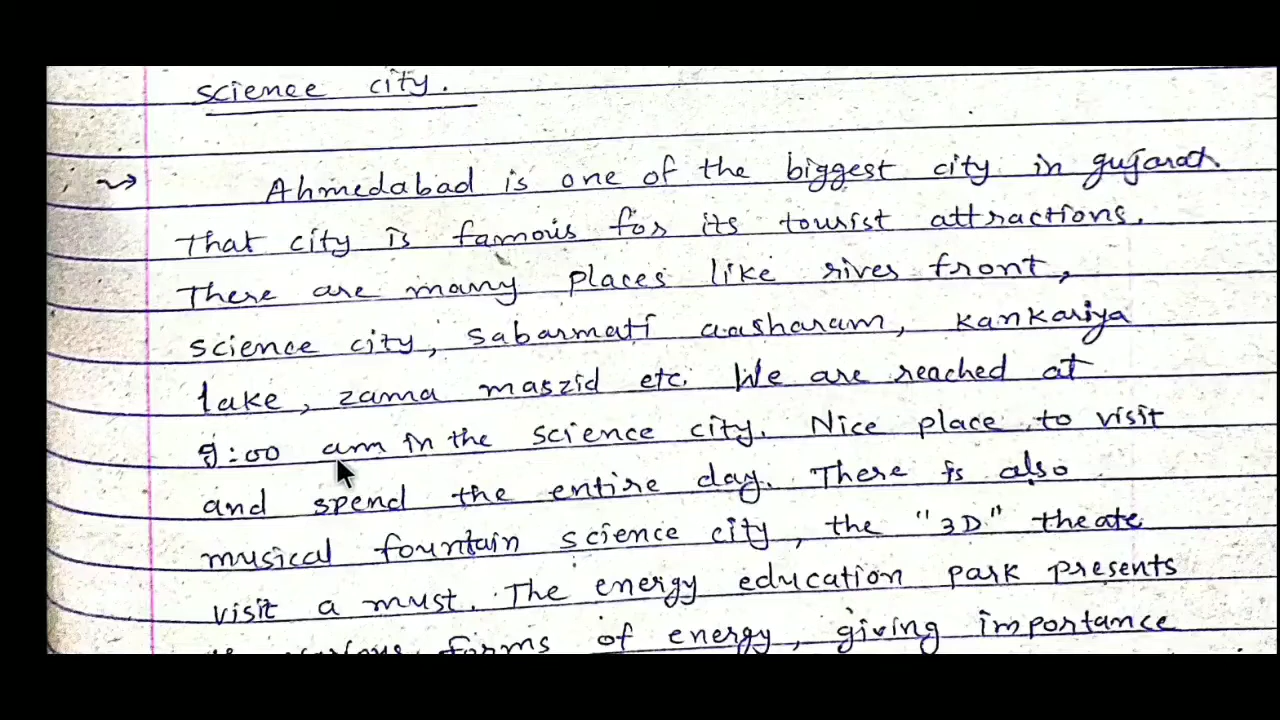 science city.
Ahmedabad is one of the biggest city in gujarat.
That city is famous for its tourist attractions.
There are many places like river front,
science city, sabarmati aasharam, kankariya
lake, zama maszid etc. We are reached at
9:00 am in the science city. Nice place to visit
and spend the entire day. There is also
musical fountain science city, the "3D" theate
visit a must. The energy education park presents
forms of energy, giving importance